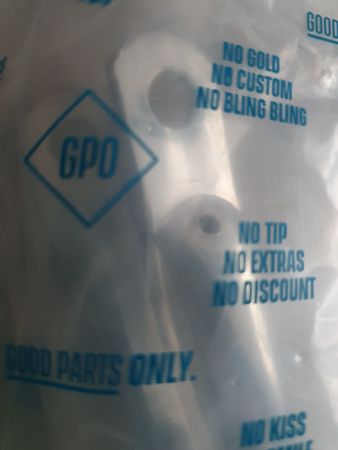 GOOD
NO GOLD
NO CUSTOM
NO BLING BLING
GPO
NO TIP
NO EXTRAS
NO DISCOUNT
GOOD PARTS ONLY.
NO KISS